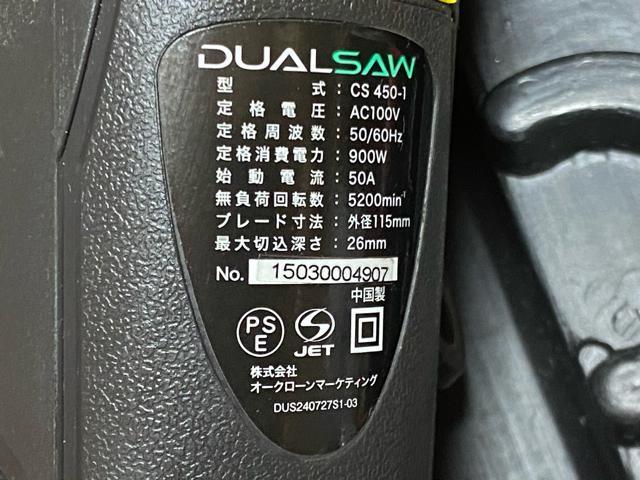 DUALSAW
型式：CS 450-1
定格電圧：AC100V
定格周波数：50/60Hz
定格消費電力：900W
始動電流：50A
無負荷回転数：5200min⁻¹
ブレード寸法：外径115mm
最大切込深さ：26mm
No. 15030004907
中国製
PS
E
JET
株式会社
オークローンマーケティング
DUS240727S1-03